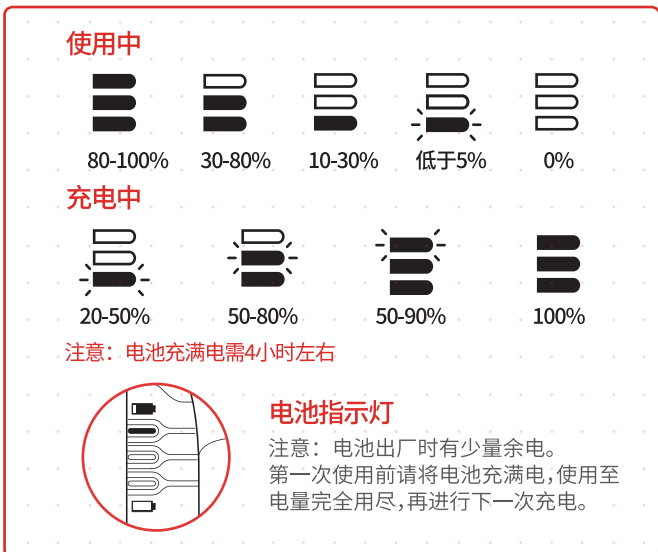 使用中
80-100% 30-80% 10-30% 低于5% 0%
充电中
20-50% 50-80% 50-90% 100%
注意：电池充满电需4小时左右
电池指示灯
注意：电池出厂时有少量余电。
第一次使用前请将电池充满电,使用至
电量完全用尽,再进行下一次充电。